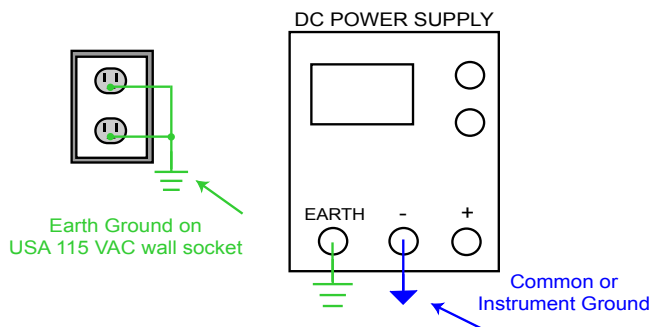 DC POWER SUPPLY
EARTH - +
Earth Ground on
USA 115 VAC wall socket
Common or
Instrument Ground